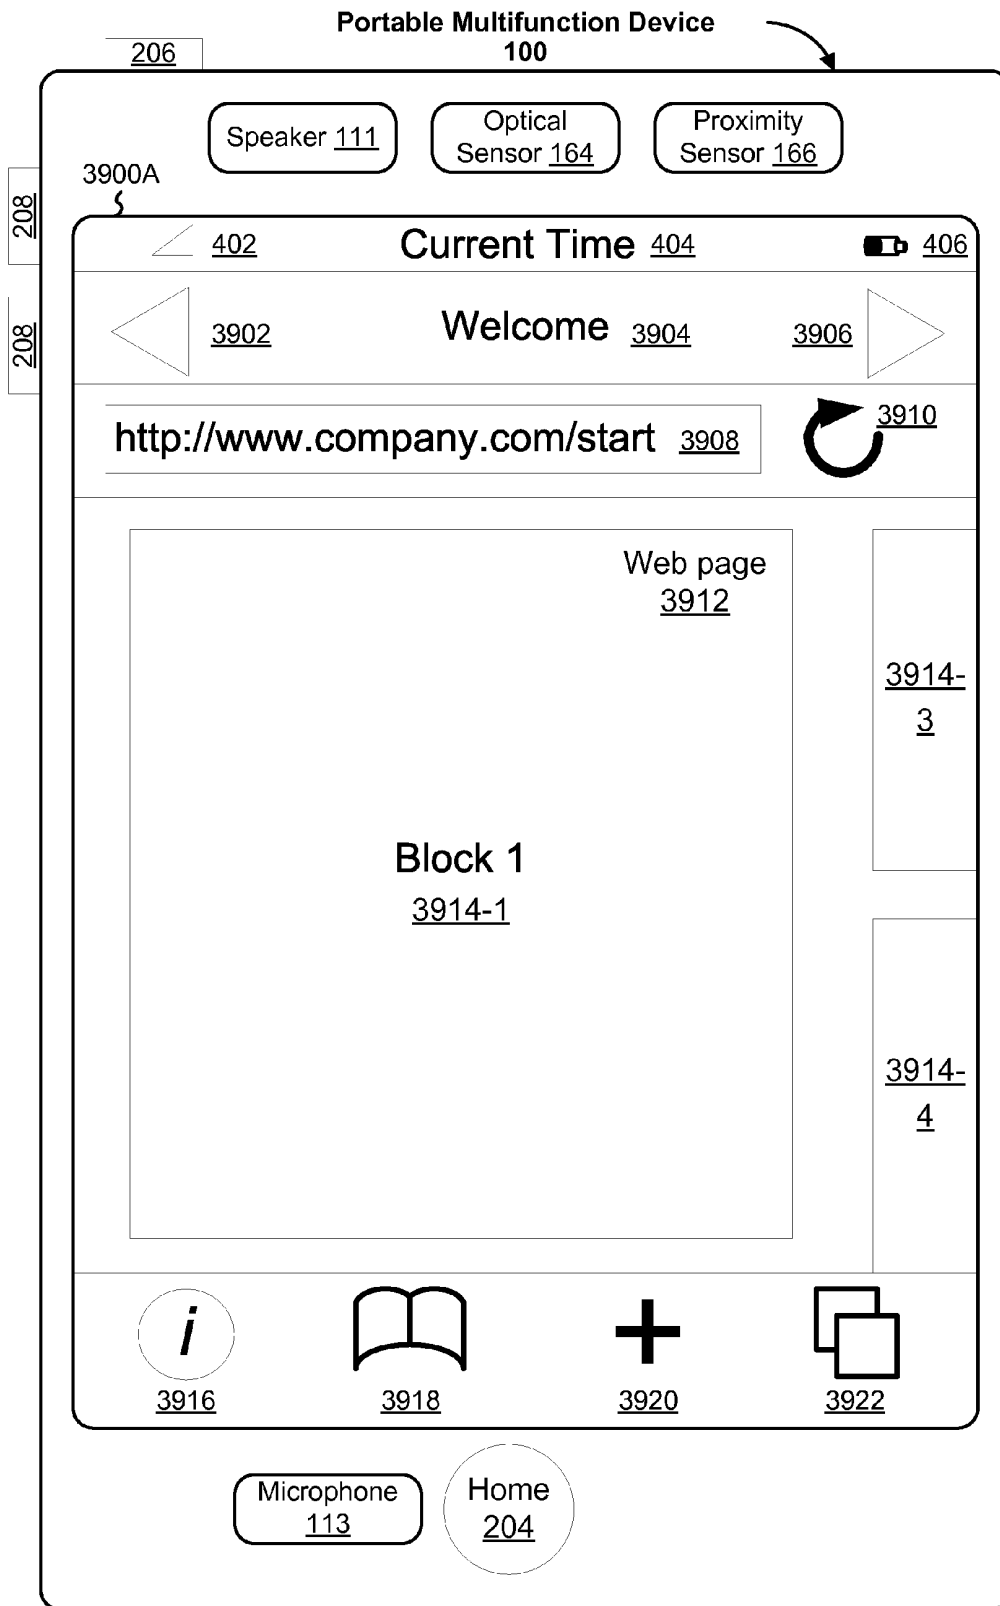 Portable Multifunction Device
100
206
Speaker 111
Optical
Sensor 164
Proximity
Sensor 166
3900A
208
402
Current Time 404
406
208
3902
Welcome 3904
3906
http://www.company.com/start 3908
3910
Web page
3912
3914-
3
Block 1
3914-1
3914-
4
i
3916
3918
3920
3922
Microphone
113
Home
204